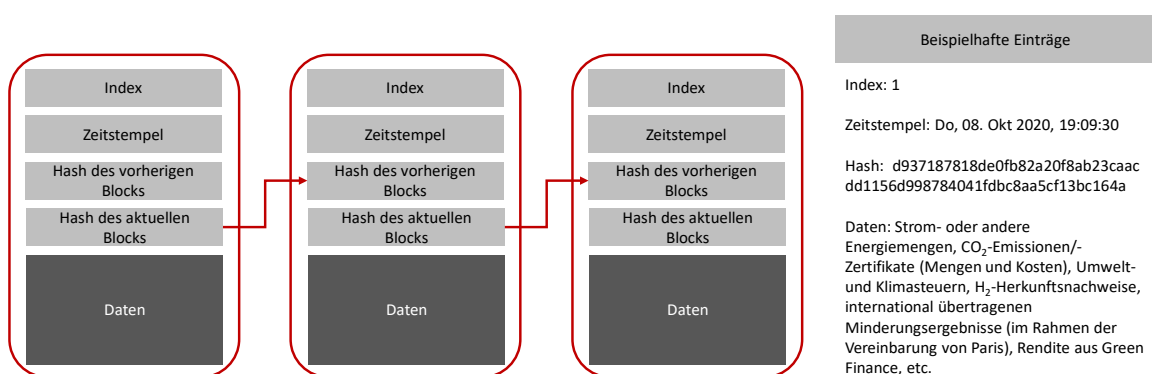 Index
Zeitstempel
Hash des vorherigen
Blocks
Hash des aktuellen
Blocks
Daten
Index
Zeitstempel
Hash des vorherigen
Blocks
Hash des aktuellen
Blocks
Daten
Index
Zeitstempel
Hash des vorherigen
Blocks
Hash des aktuellen
Blocks
Daten
Beispielhafte Einträge
Index: 1
Zeitstempel: Do, 08. Okt 2020, 19:09:30
Hash: d937187818de0fb82a20f8ab23caac
dd1156d998784041fdbc8aa5cf13bc164a
Daten: Strom- oder andere
Energiemengen, CO₂-Emissionen/-
Zertifikate (Mengen und Kosten), Umwelt-
und Klimasteuern, H₂-Herkunftsnachweise,
international übertragenen
Minderungsergebnisse (im Rahmen der
Vereinbarung von Paris), Rendite aus Green
Finance, etc.